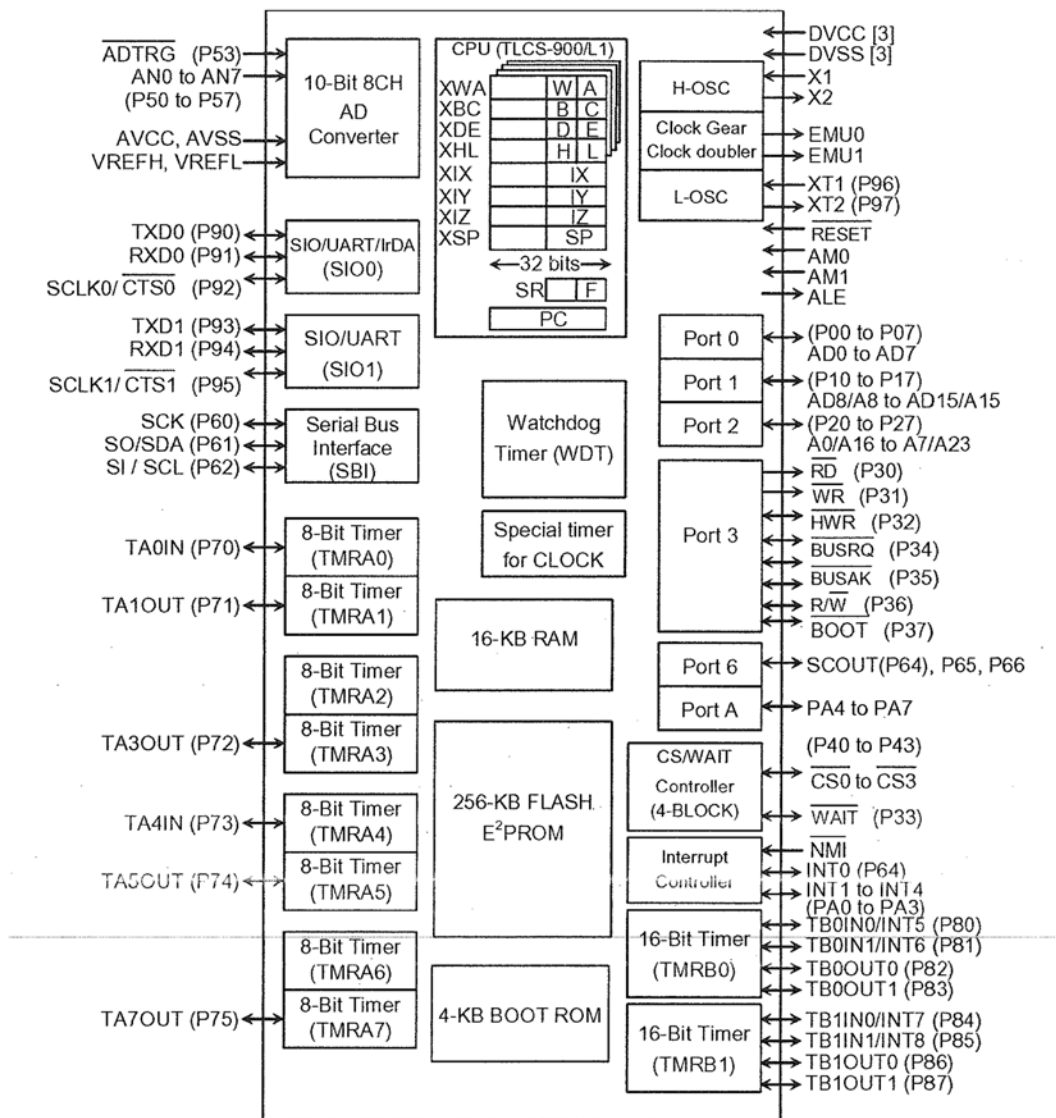 ADTRG (P53)
AN0 to AN7
(P50 to P57)
AVCC, AVSS
VREFH, VREFL
10-Bit 8CH
AD
Converter
TXD0 (P90)
RXD0 (P91)
SCLK0/ CTS0 (P92)
SIO/UART/IrDA
(SIO0)
TXD1 (P93)
RXD1 (P94)
SCLK1/ CTS1 (P95)
SIO/UART
(SIO1)
SCK (P60)
SO/SDA (P61)
SI / SCL (P62)
Serial Bus
Interface
(SBI)
TA0IN (P70)
8-Bit Timer
(TMRA0)
TA1OUT (P71)
8-Bit Timer
(TMRA1)
8-Bit Timer
(TMRA2)
TA3OUT (P72)
8-Bit Timer
(TMRA3)
TA4IN (P73)
8-Bit Timer
(TMRA4)
TA5OUT (P74)
8-Bit Timer
(TMRA5)
8-Bit Timer
(TMRA6)
TA7OUT (P75)
8-Bit Timer
(TMRA7)
CPU (TLCS-900/L1)
XWA W A
XBC B C
XDE D E
XHL H L
XIX IX
XIY IY
XIZ IZ
XSP SP
32 bits
SR F
PC
Watchdog
Timer (WDT)
Special timer
for CLOCK
16-KB RAM
256-KB FLASH
E²PROM
4-KB BOOT ROM
DVCC [3]
DVSS [3]
H-OSC
X1
X2
Clock Gear
Clock doubler
EMU0
EMU1
L-OSC
XT1 (P96)
XT2 (P97)
RESET
AM0
AM1
ALE
Port 0
(P00 to P07)
AD0 to AD7
Port 1
(P10 to P17)
AD8/A8 to AD15/A15
Port 2
(P20 to P27)
A0/A16 to A7/A23
Port 3
RD (P30)
WR (P31)
HWR (P32)
BUSRQ (P34)
BUSAK (P35)
R/W (P36)
BOOT (P37)
Port 6
SCOUT(P64), P65, P66
Port A
PA4 to PA7
CS/WAIT
Controller
(4-BLOCK)
(P40 to P43)
CS0 to CS3
WAIT (P33)
Interrupt
Controller
NMI
INT0 (P64)
INT1 to INT4
(PA0 to PA3)
16-Bit Timer
(TMRB0)
TB0IN0/INT5 (P80)
TB0IN1/INT6 (P81)
TB0OUT0 (P82)
TB0OUT1 (P83)
16-Bit Timer
(TMRB1)
TB1IN0/INT7 (P84)
TB1IN1/INT8 (P85)
TB1OUT0 (P86)
TB1OUT1 (P87)